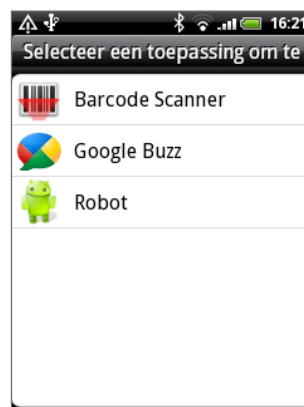 16:21
Selecteer een toepassing om te
Barcode Scanner
Google Buzz
Robot